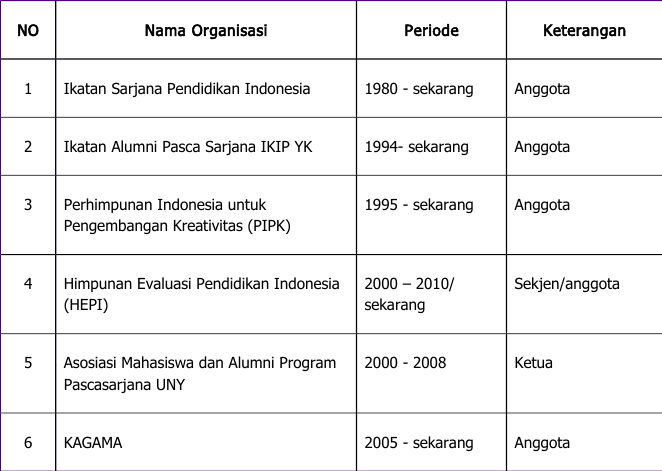 NO Nama Organisasi Periode Keterangan
1 Ikatan Sarjana Pendidikan Indonesia 1980 - sekarang Anggota
2 Ikatan Alumni Pasca Sarjana IKIP YK 1994- sekarang Anggota
3 Perhimpunan Indonesia untuk 1995 - sekarang Anggota
Pengembangan Kreativitas (PIPK)
4 Himpunan Evaluasi Pendidikan Indonesia 2000 – 2010/ Sekjen/anggota
(HEPI) sekarang
5 Asosiasi Mahasiswa dan Alumni Program 2000 - 2008 Ketua
Pascasarjana UNY
6 KAGAMA 2005 - sekarang Anggota